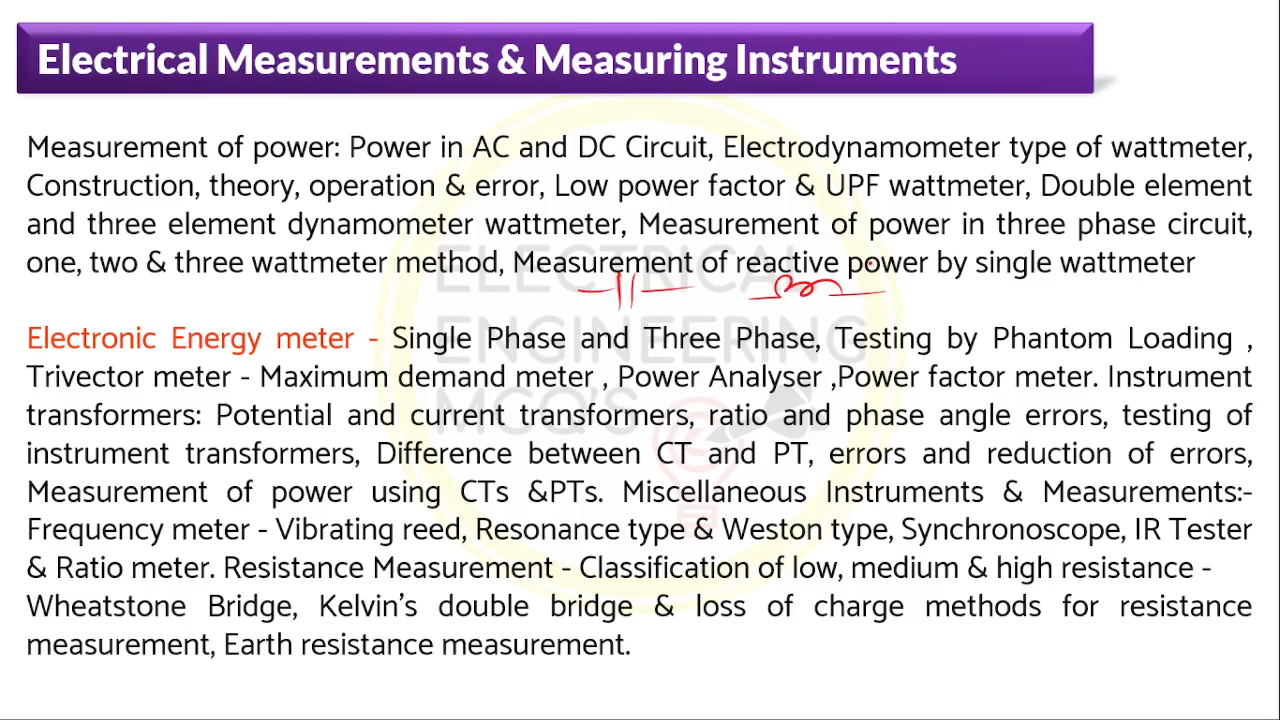 Electrical Measurements & Measuring Instruments
Measurement of power: Power in AC and DC Circuit, Electrodynamometer type of wattmeter,
Construction, theory, operation & error, Low power factor & UPF wattmeter, Double element
and three element dynamometer wattmeter, Measurement of power in three phase circuit,
one, two & three wattmeter method, Measurement of reactive power by single wattmeter
Electronic Energy meter - Single Phase and Three Phase, Testing by Phantom Loading ,
Trivector meter - Maximum demand meter , Power Analyser ,Power factor meter. Instrument
transformers: Potential and current transformers, ratio and phase angle errors, testing of
instrument transformers, Difference between CT and PT, errors and reduction of errors,
Measurement of power using CTs &PTs. Miscellaneous Instruments & Measurements:-
Frequency meter - Vibrating reed, Resonance type & Weston type, Synchronoscope, IR Tester
& Ratio meter. Resistance Measurement - Classification of low, medium & high resistance -
Wheatstone Bridge, Kelvin's double bridge & loss of charge methods for resistance
measurement, Earth resistance measurement.
ELECTRICAL
ENGINEERING
MCQ'S